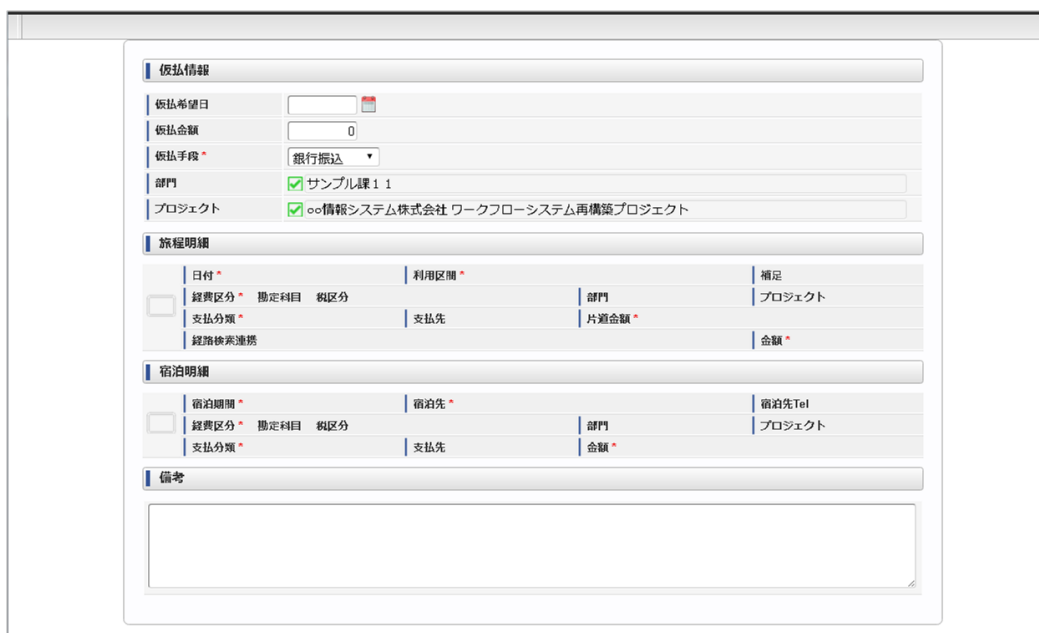 仮払情報
仮払希望日
仮払金額 0
仮払手段* 銀行振込 ▼
部門 サンプル課１１
プロジェクト ○○情報システム株式会社 ワークフローシステム再構築プロジェクト
旅程明細
日付* 利用区間* 補足
経費区分* 勘定科目 税区分 部門 プロジェクト
支払分類* 支払先 片道金額*
経路検索連携 金額*
宿泊明細
宿泊期間* 宿泊先* 宿泊先Tel
経費区分* 勘定科目 税区分 部門 プロジェクト
支払分類* 支払先 金額*
備考